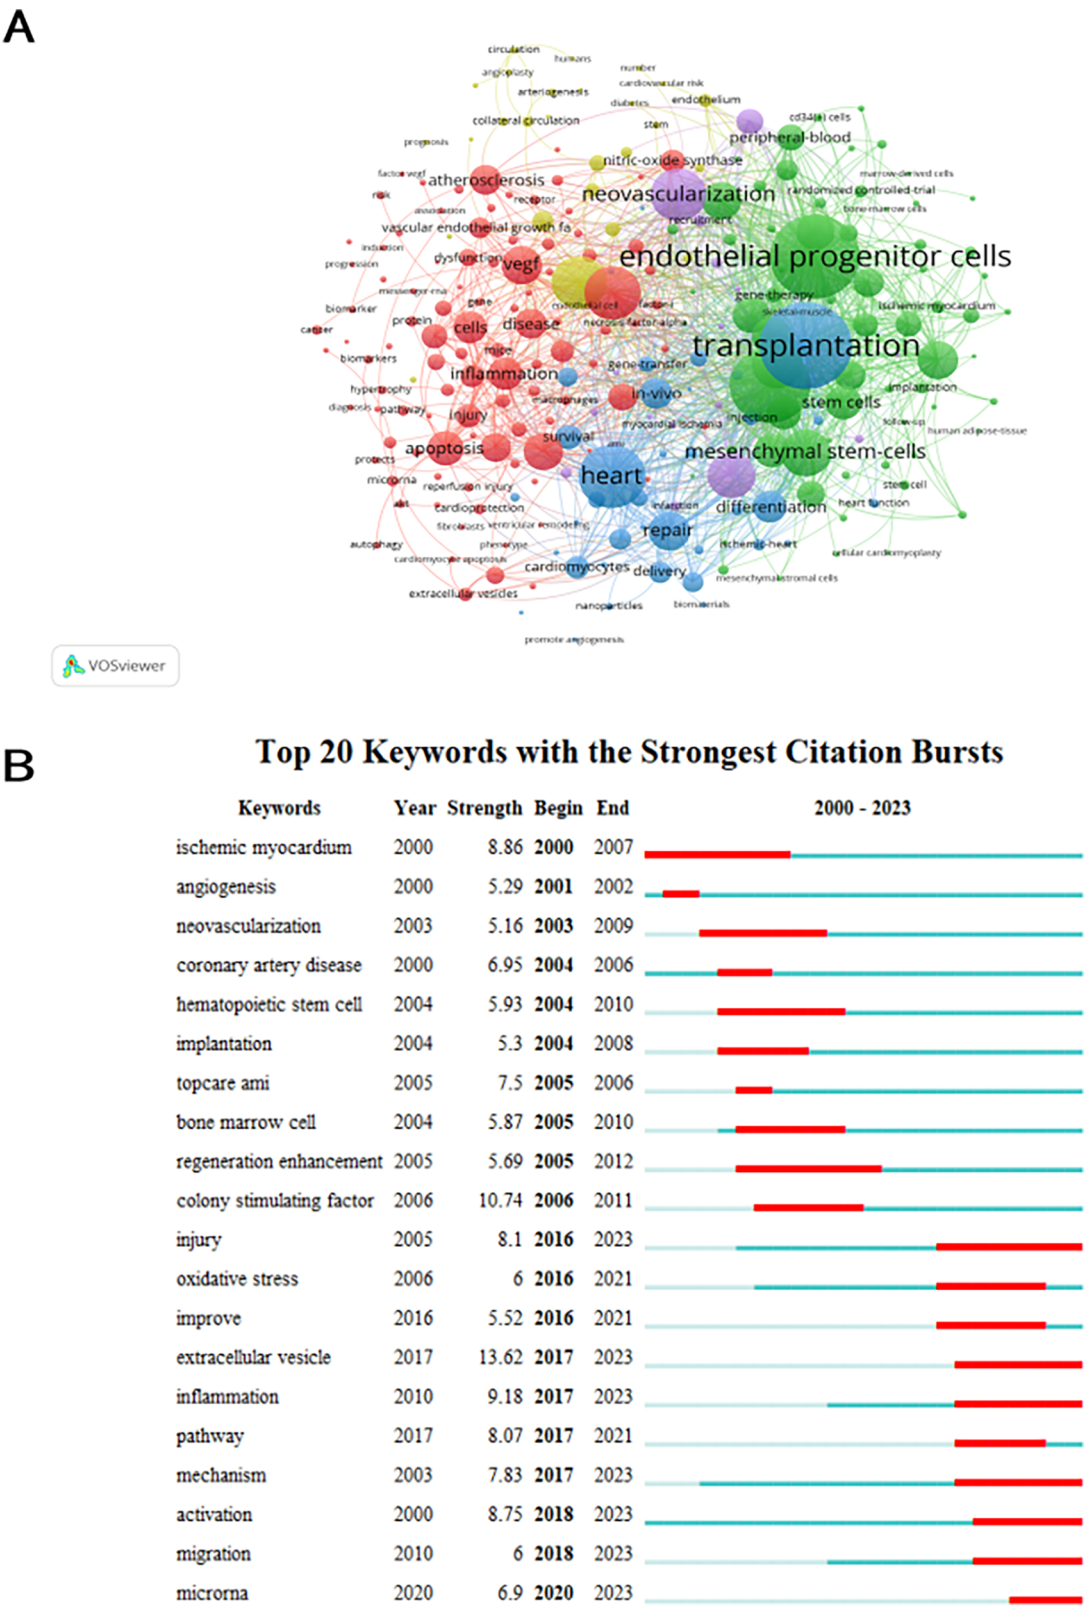 A
circulation
humans
angioplasty
number
cardiovascular risk
arteriogenesis
diabetes
endothelium
collateral circulation
stem
cd34(+) cells
peripheral-blood
prognosis
nitric-oxide synthase
factor vegf
atherosclerosis
marrow-derived cells
risk
receptor
neovascularization
randomized controlled-trial
association
recruitment
bone-marrow cells
vascular endothelial growth fa
induction
dysfunction
vegf
endothelial progenitor cells
progression
messenger-rna
gene
endothelial cell
factor-i
gene-therapy
ischemic myocardium
biomarker
protein
skeletal-muscle
cancer
cells
disease
necrosis-factor-alpha
transplantation
mice
biomarkers
gene-transfer
inflammation
hypertrophy
in-vivo
implantation
macrophages
stem cells
diagnosis
pathway
injury
myocardial ischemia
injection
follow-up
human adipose-tissue
survival
ami
apoptosis
mesenchymal stem-cells
protects
microrna
reperfusion injury
heart
stem-cell
akt
cardioprotection
infarction
differentiation
heart function
fibroblasts
ventricular remodeling
repair
autophagy
phenotype
ischemic-heart
cellular cardiomyoplasty
cardiomyocyte apoptosis
cardiomyocytes
delivery
mesenchymal stromal cells
extracellular vesicles
nanoparticles
biomaterials
promote angiogenesis
VOSviewer
B
Top 20 Keywords with the Strongest Citation Bursts
Keywords Year Strength Begin End 2000 - 2023
ischemic myocardium 2000 8.86 2000 2007
angiogenesis 2000 5.29 2001 2002
neovascularization 2003 5.16 2003 2009
coronary artery disease 2000 6.95 2004 2006
hematopoietic stem cell 2004 5.93 2004 2010
implantation 2004 5.3 2004 2008
topcare ami 2005 7.5 2005 2006
bone marrow cell 2004 5.87 2005 2010
regeneration enhancement 2005 5.69 2005 2012
colony stimulating factor 2006 10.74 2006 2011
injury 2005 8.1 2016 2023
oxidative stress 2006 6 2016 2021
improve 2016 5.52 2016 2021
extracellular vesicle 2017 13.62 2017 2023
inflammation 2010 9.18 2017 2023
pathway 2017 8.07 2017 2021
mechanism 2003 7.83 2017 2023
activation 2000 8.75 2018 2023
migration 2010 6 2018 2023
microrna 2020 6.9 2020 2023